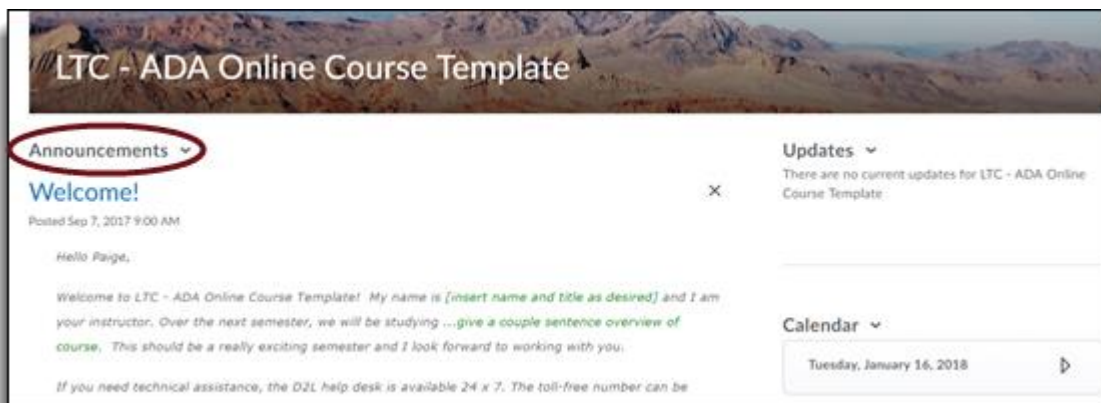 LTC - ADA Online Course Template
Announcements
Welcome!
Posted Sep 7, 2017 9:00 AM
Hello Paige,
Welcome to LTC - ADA Online Course Template! My name is [insert name and title as desired] and I am
your instructor. Over the next semester, we will be studying ...give a couple sentence overview of
course. This should be a really exciting semester and I look forward to working with you.
If you need technical assistance, the D2L help desk is available 24 x 7. The toll-free number can be
Updates
There are no current updates for LTC - ADA Online
Course Template
Calendar
Tuesday, January 16, 2018